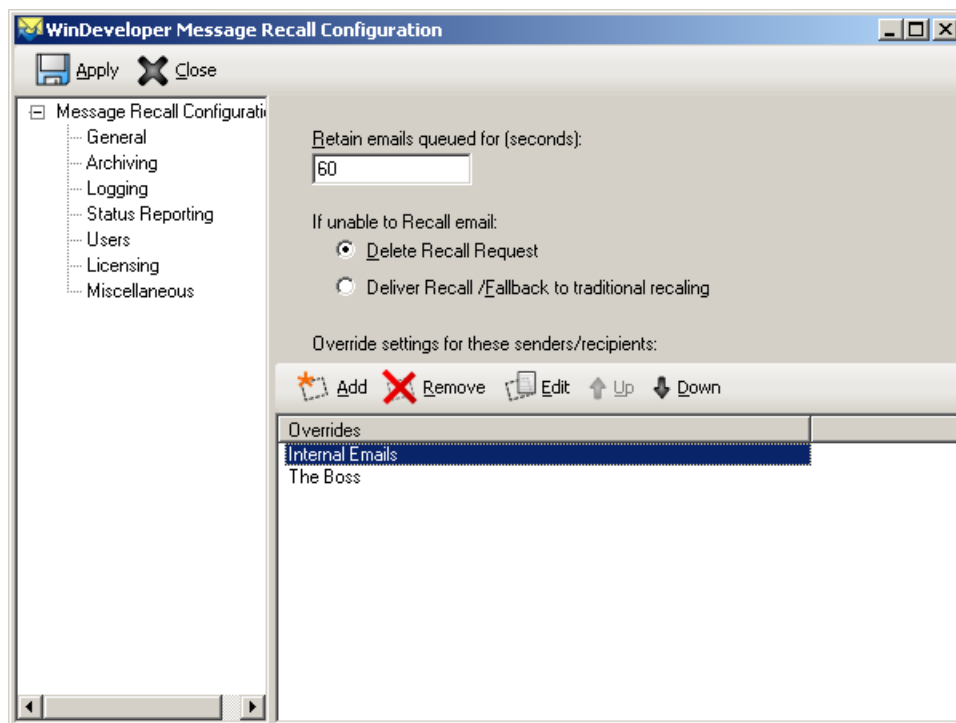 WinDeveloper Message Recall Configuration
Apply Close
Message Recall Configurati
General
Archiving
Logging
Status Reporting
Users
Licensing
Miscellaneous
Retain emails queued for (seconds):
60
If unable to Recall email:
Delete Recall Request
Deliver Recall /Fallback to traditional recaling
Override settings for these senders/recipients:
Add Remove Edit Up Down
Overrides
Internal Emails
The Boss